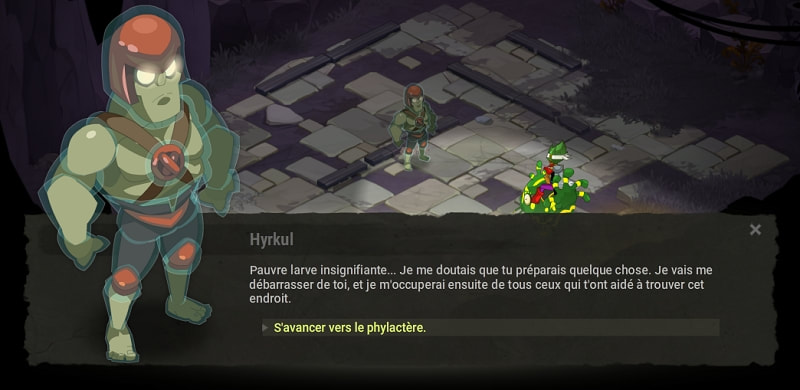 Hyrkul
Pauvre larve insignifiante... Je me doutais que tu préparais quelque chose. Je vais me
débarrasser de toi, et je m'occuperai ensuite de tous ceux qui t'ont aidé à trouver cet
endroit.
S'avancer vers le phylactère.